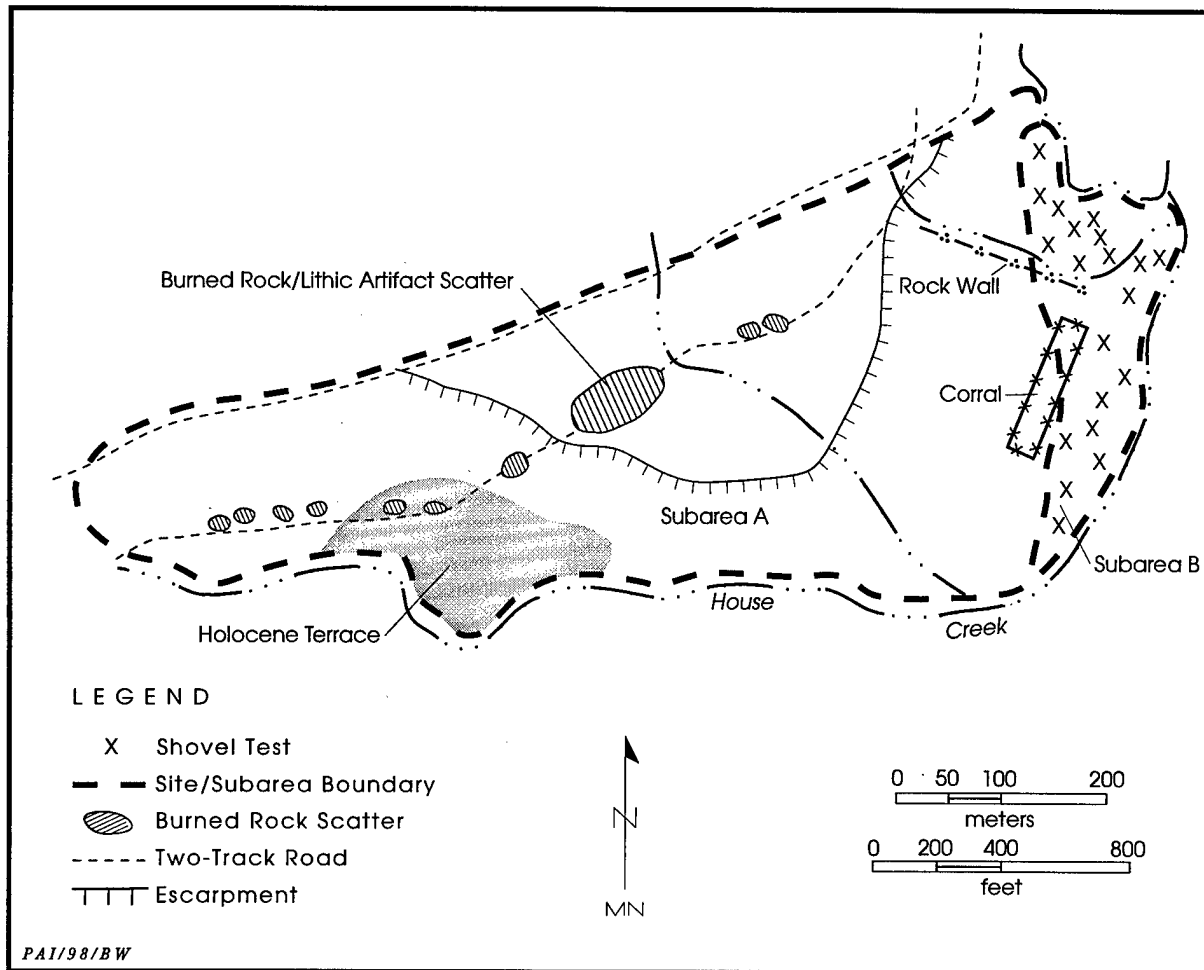 Burned Rock/Lithic Artifact Scatter
Rock Wall
Corral
Subarea A
Subarea B
Holocene Terrace
House
Creek
LEGEND
X Shovel Test
Site/Subarea Boundary
Burned Rock Scatter
Two-Track Road
Escarpment
N
MN
0 50 100 200
meters
0 200 400 800
feet
PAI/98/BW